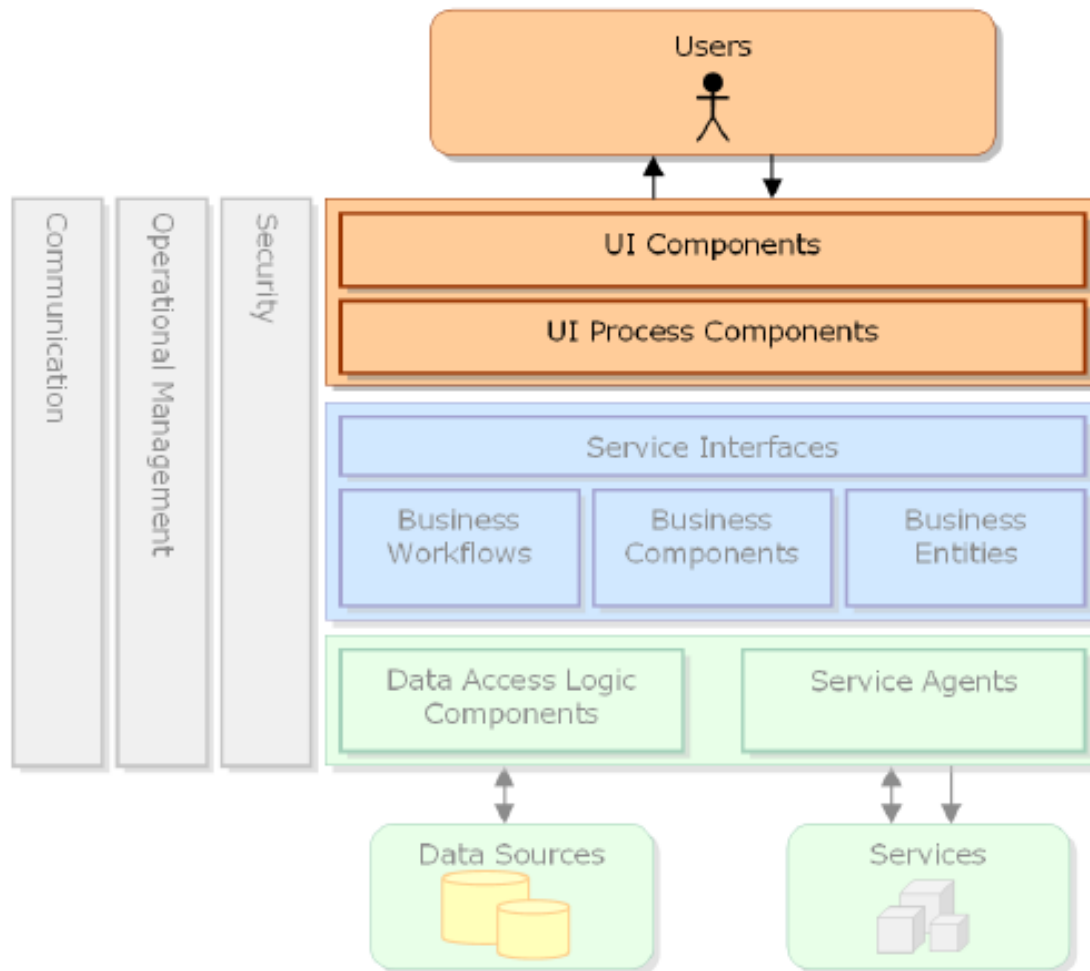 Users
Communication
Operational Management
Security
UI Components
UI Process Components
Service Interfaces
Business
Workflows
Business
Components
Business
Entities
Data Access Logic
Components
Service Agents
Data Sources
Services